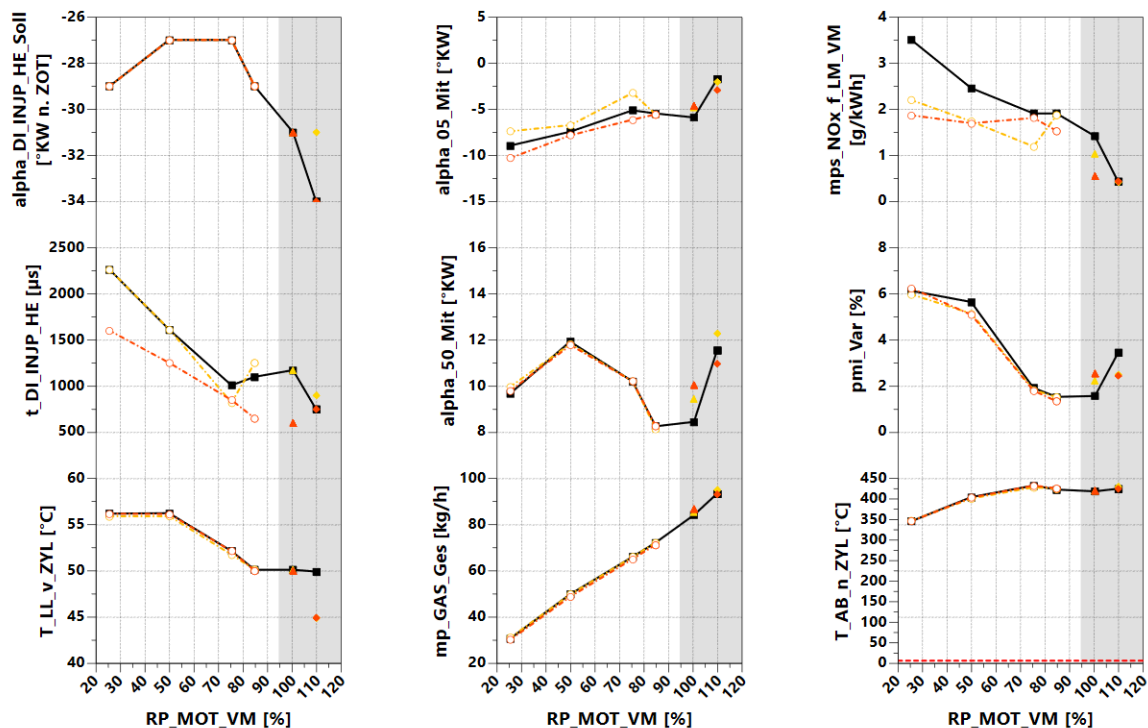 alpha_DI_INJP_HE_Soll
[°KW n. ZOT]
-26
-28
-30
-32
-34
alpha_05_Mit [°KW]
5
0
-5
-10
-15
mps_NOx_f_LM_VM
[g/kWh]
4
3
2
1
0
t_DI_INJP_HE [µs]
2500
2000
1500
1000
500
alpha_50_Mit [°KW]
16
14
12
10
8
pmi_Var [%]
8
6
4
2
0
T_LL_v_ZYL [°C]
60
55
50
45
40
mp_GAS_Ges [kg/h]
100
80
60
40
20
T_AB_n_ZYL [°C]
450
400
350
300
250
200
150
100
50
0
20 30 40 50 60 70 80 90 100 110 120
20 30 40 50 60 70 80 90 100 110 120
20 30 40 50 60 70 80 90 100 110 120
RP_MOT_VM [%]
RP_MOT_VM [%]
RP_MOT_VM [%]